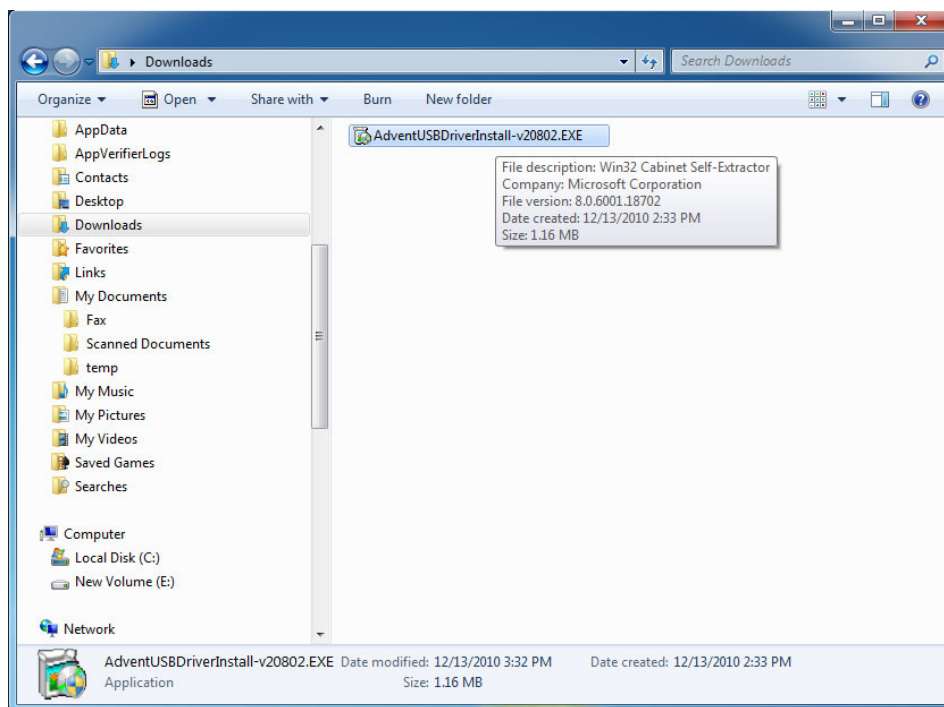 Downloads
Search Downloads
Organize
Open
Share with
Burn
New folder
AppData
AppVerifierLogs
Contacts
Desktop
Downloads
Favorites
Links
My Documents
Fax
Scanned Documents
temp
My Music
My Pictures
My Videos
Saved Games
Searches
Computer
Local Disk (C:)
New Volume (E:)
Network
AdventUSBDriverInstall-v20802.EXE
File description: Win32 Cabinet Self-Extractor
Company: Microsoft Corporation
File version: 8.0.6001.18702
Date created: 12/13/2010 2:33 PM
Size: 1.16 MB
AdventUSBDriverInstall-v20802.EXE Date modified: 12/13/2010 3:32 PM Date created: 12/13/2010 2:33 PM
Application Size: 1.16 MB